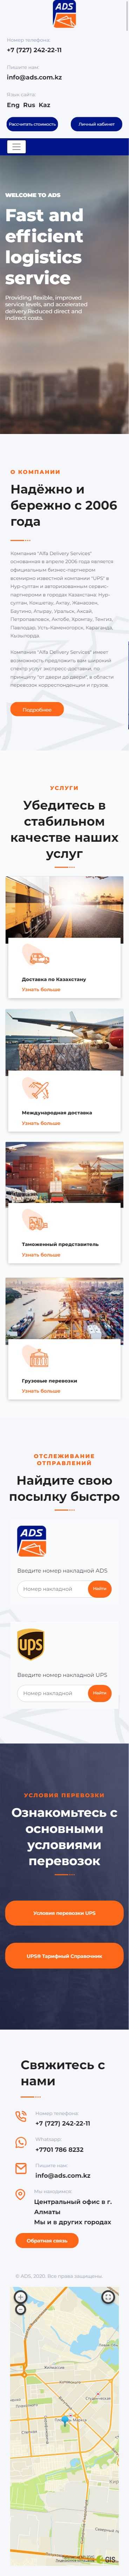 ADS
Номер телефона:
+7 (727) 242-22-11
Пишите нам:
info@ads.com.kz
Язык сайта:
Eng Rus Kaz
Рассчитать стоимость
Личный кабинет
WELCOME TO ADS
Fast and
efficient
logistics
service
Providing flexible, improved
service levels, and accelerated
delivery.Reduced direct and
indirect costs.
О КОМПАНИИ
Надёжно и
бережно с 2006
года
Компания "Alfa Delivery Services"
основанная в апреле 2006 года является
официальным бизнес-партнером
всемирно известной компании "UPS" в
Нур-султан и авторизованным сервис-
партнерами в городах Казахстана: Нур-
султан, Кокшетау, Актау, Жанаозен,
Баутино, Атырау, Уральск, Аксай,
Петропавловск, Актобе, Хромтау, Тенгиз,
Павлодар, Усть-Каменогорск, Караганда,
Кызылорда.
Компания "Alfa Delivery Services" имеет
возможность предложить вам широкий
спектр услуг экспресс-доставки, по
принципу "от двери до двери", в области
перевозки корреспонденции и грузов.
Подробнее
УСЛУГИ
Убедитесь в
стабильном
качестве наших
услуг
Доставка по Казахстану
Узнать больше
Международная доставка
Узнать больше
Таможенный представитель
Узнать больше
Грузовые перевозки
Узнать больше
ОТСЛЕЖИВАНИЕ
ОТПРАВЛЕНИЙ
Найдите свою
посылку быстро
ADS
Введите номер накладной ADS
Номер накладной
Найти
ups
Введите номер накладной UPS
Номер накладной
Найти
УСЛОВИЯ ПЕРЕВОЗКИ
Ознакомьтесь с
основными
условиями
перевозок
Условия перевозки UPS
UPS® Тарифный Справочник
Свяжитесь с
нами
Номер телефона:
+7 (727) 242-22-11
Whatsapp:
+7701 786 8232
Пишите нам:
info@ads.com.kz
Мы находимся:
Центральный офис в г.
Алматы
Мы и в других городах
Обратная связь
© ADS, 2020. Все права защищены.
GIS